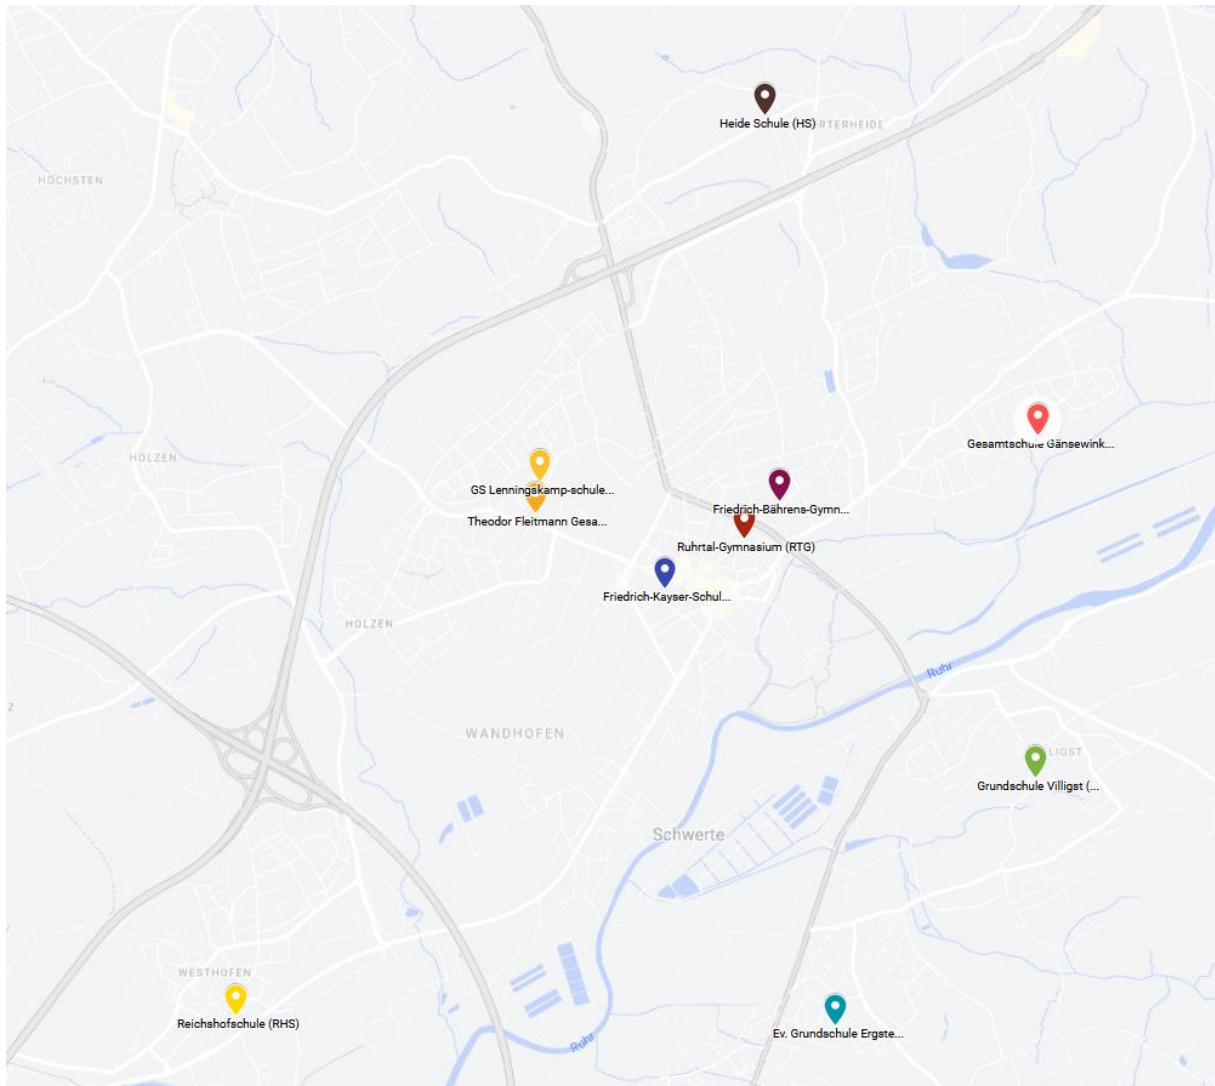 Heide Schule (HS)
RTERHEIDE
HÖCHSTEN
Gesamtschule Gänsewink...
HOLZEN
GS Lenningskamp-schule...
Theodor Fleitmann Gesa...
Friedrich-Bährens-Gymn...
Ruhrtal-Gymnasium (RTG)
Friedrich-Kayser-Schul...
HOLZEN
Ruhr
Z
WANDHOFEN
LIGST
Grundschule Villigst (...
Schwerte
WESTHOFEN
Reichshofschule (RHS)
Ev. Grundschule Ergste...
Ruhr